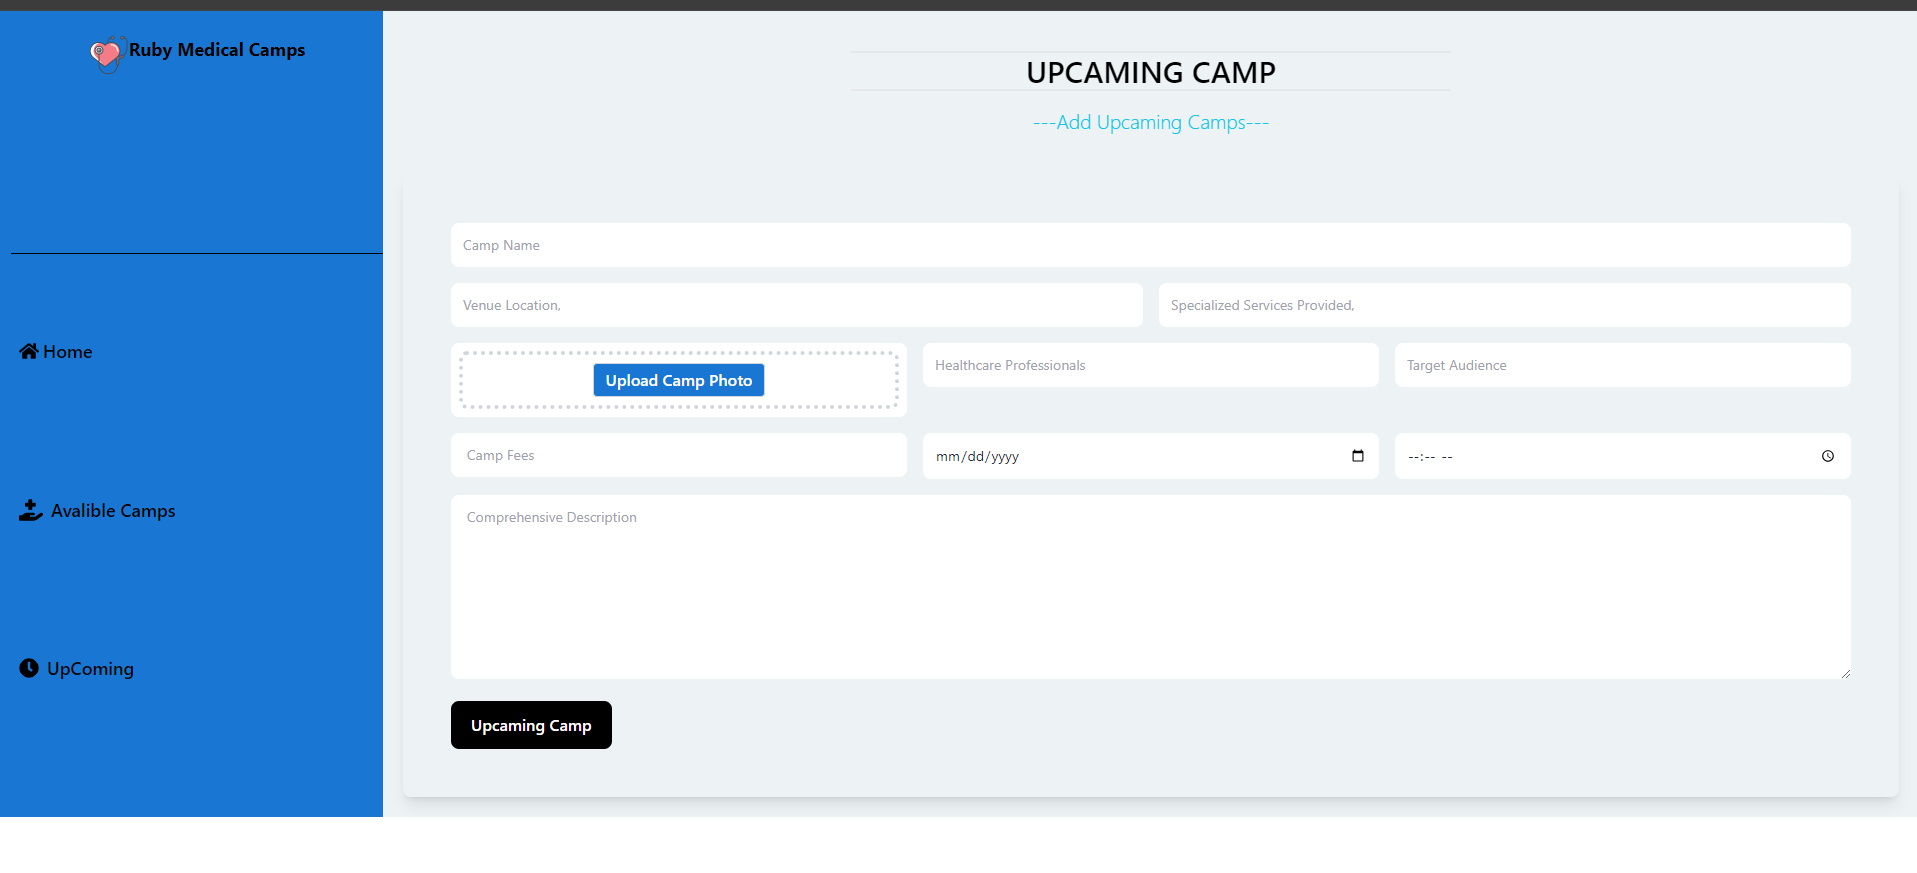 Ruby Medical Camps
Home
Avalible Camps
UpComing
UPCAMING CAMP
---Add Upcaming Camps---
Camp Name
Venue Location,
Specialized Services Provided,
Upload Camp Photo
Healthcare Professionals
Target Audience
Camp Fees
mm/dd/yyyy
--:-- --
Comprehensive Description
Upcaming Camp